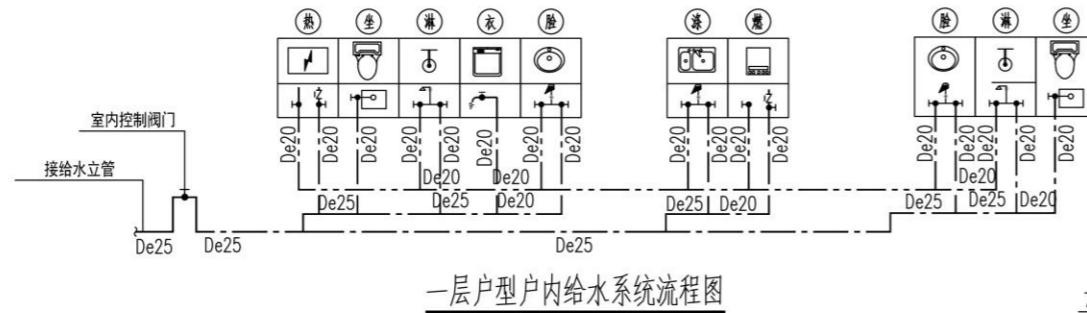 热 坐 淋 衣 脸 涤 燃 脸 淋 坐
室内控制阀门
接给水立管
De20 De20 De20 De20 De20 De20 De20 De20 De20 De20 De20 De20 De20 De20 De20 De20 De20
De20 De20 De20
De25 De25 De20 De25 De20 De25 De20
De25 De25 De25
一层户型户内给水系统流程图